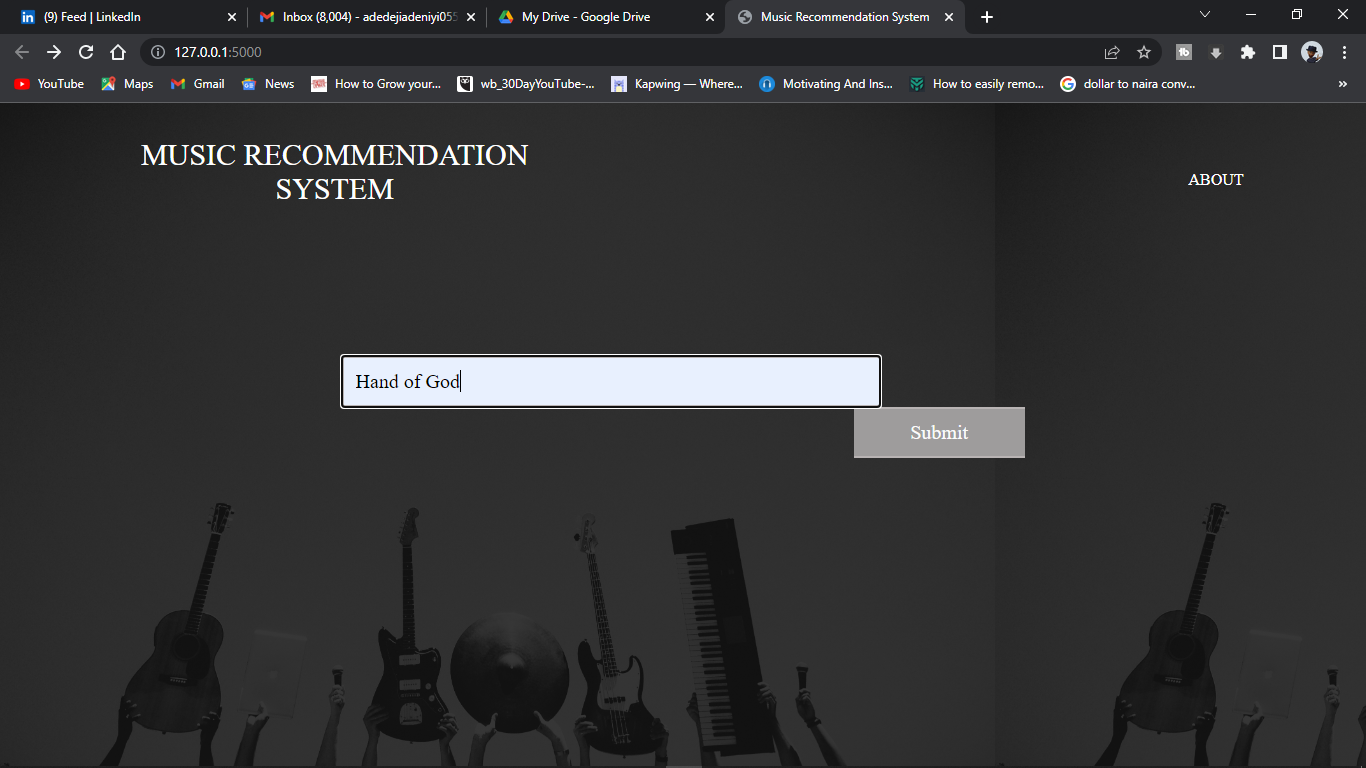 (9) Feed | LinkedIn
Inbox (8,004) - adedejiadeniyi055
My Drive - Google Drive
Music Recommendation System
127.0.0.1:5000
YouTube
Maps
Gmail
News
How to Grow your...
wb_30DayYouTube-...
Kapwing — Where...
Motivating And Ins...
How to easily remo...
dollar to naira conv...
MUSIC RECOMMENDATION
SYSTEM
ABOUT
Hand of God
Submit